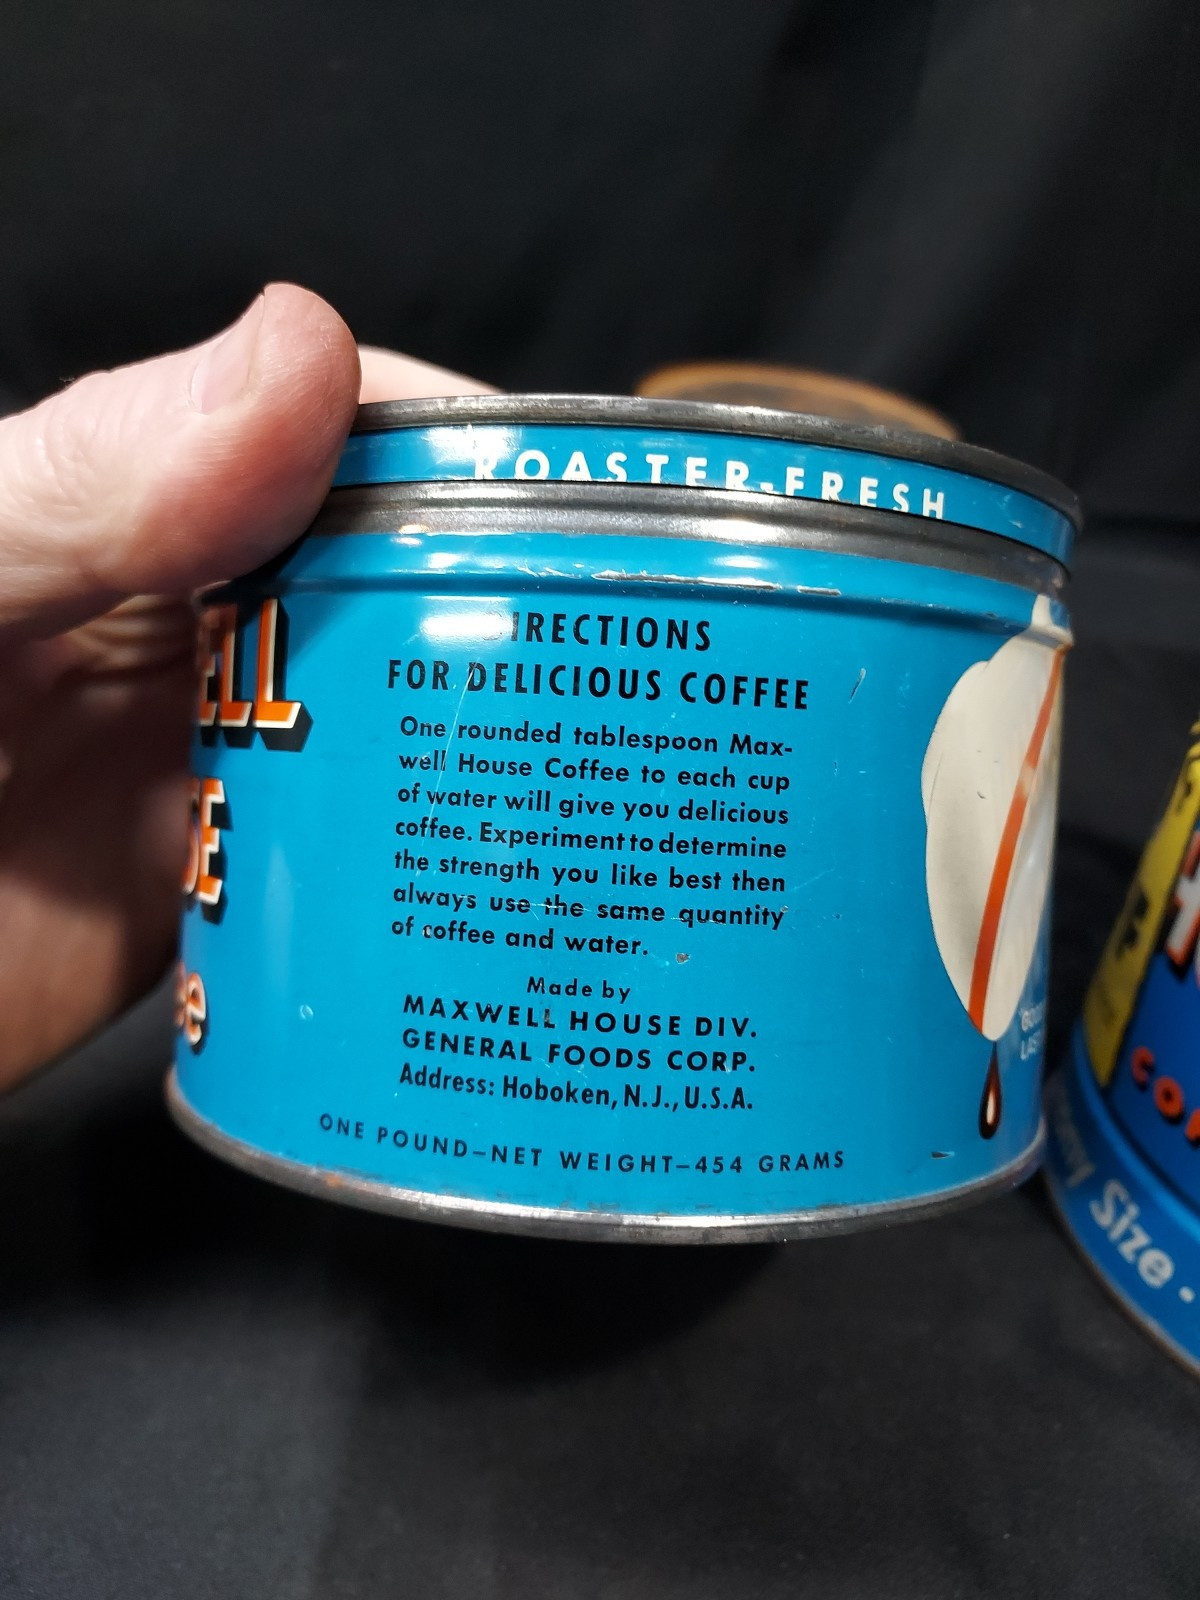 ROASTER-FRESH
ELL
SE
ee
DIRECTIONS
FOR DELICIOUS COFFEE
One rounded tablespoon Max-
well House Coffee to each cup
of water will give you delicious
coffee. Experiment to determine
the strength you like best then
always use the same quantity
of coffee and water.
Made by
MAXWELL HOUSE DIV.
GENERAL FOODS CORP.
Address: Hoboken, N.J., U.S.A.
ONE POUND–NET WEIGHT–454 GRAMS
Size ·